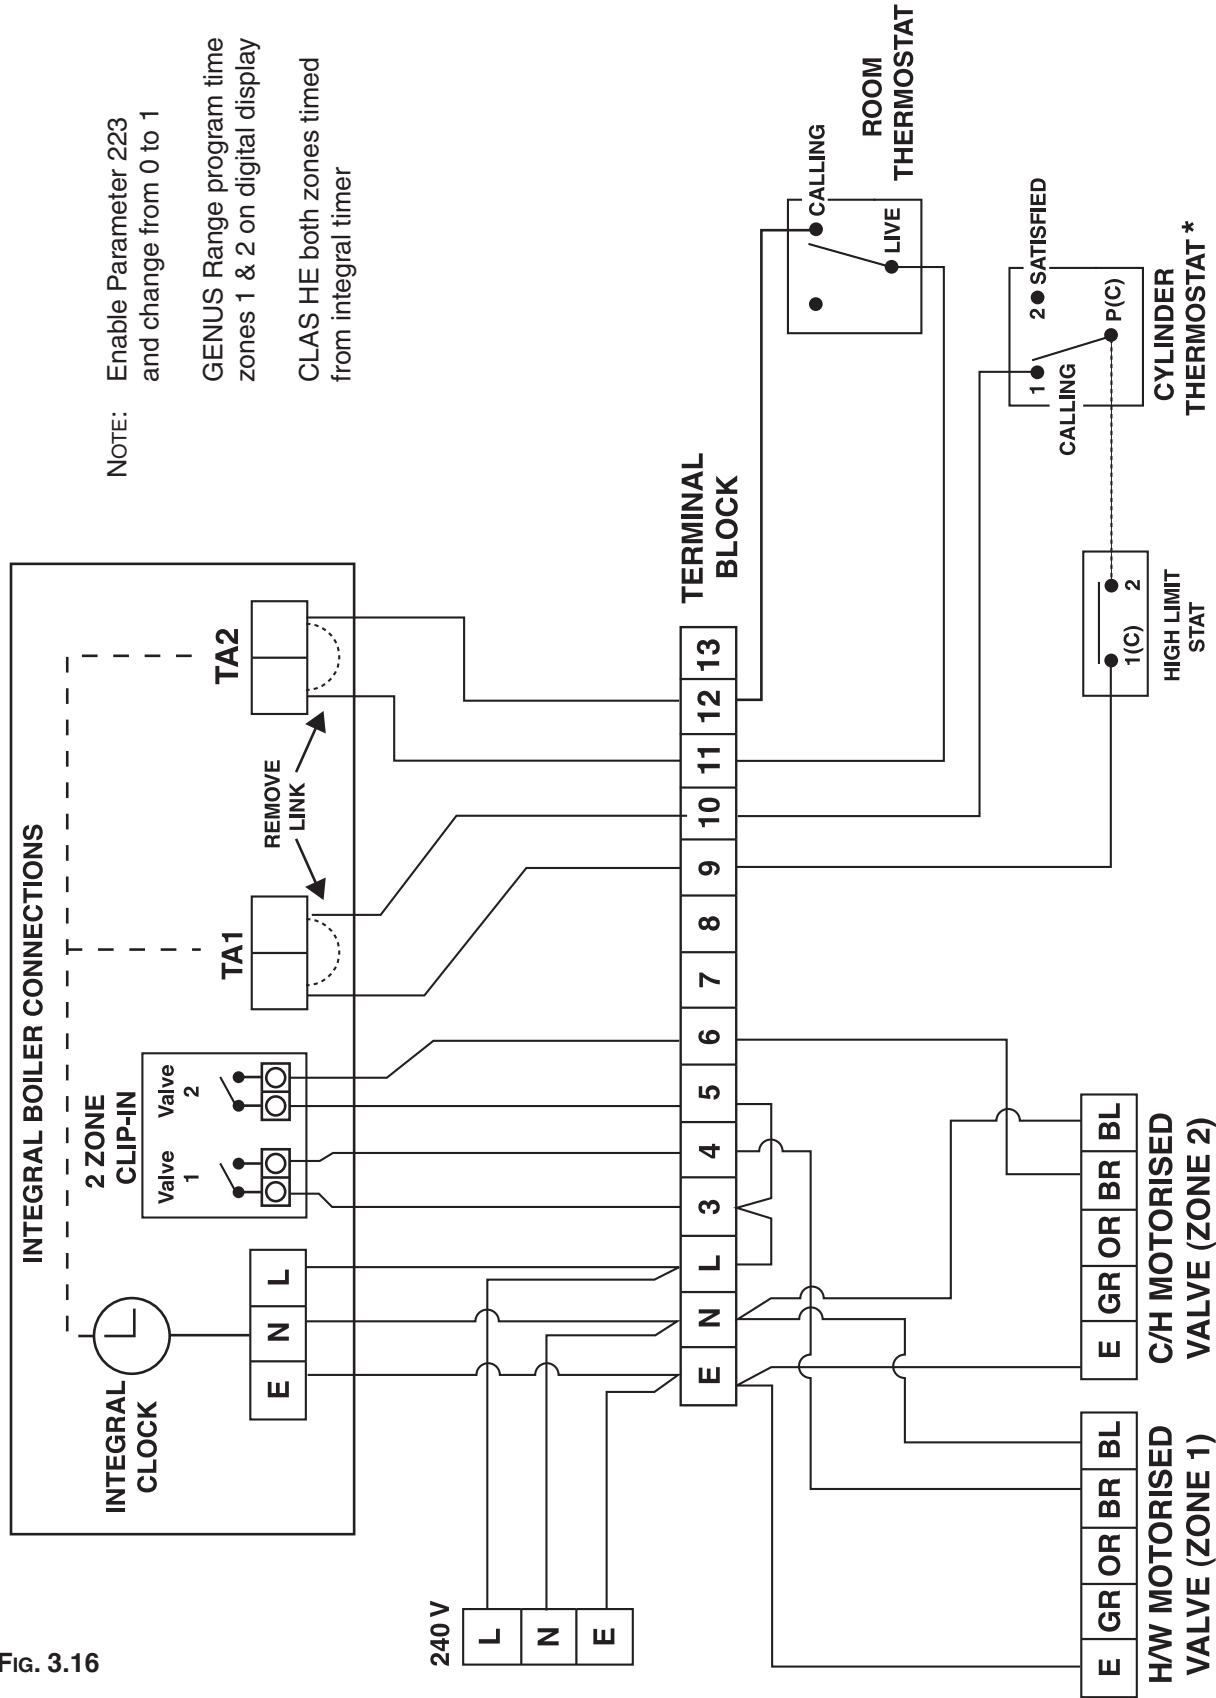 NOTE: Enable Parameter 223
and change from 0 to 1
GENUS Range program time
zones 1 & 2 on digital display
CLAS HE both zones timed
from integral timer
INTEGRAL BOILER CONNECTIONS
INTEGRAL
CLOCK
E N L
2 ZONE
CLIP-IN
Valve
1
Valve
2
TA1
REMOVE
LINK
TA2
240 V
L
N
E
TERMINAL
BLOCK
E N L 3 4 5 6 7 8 9 10 11 12 13
CALLING
LIVE
ROOM
THERMOSTAT
1
CALLING
2 SATISFIED
P(C)
CYLINDER
THERMOSTAT *
1(C) 2
HIGH LIMIT
STAT
E GR OR BR BL
H/W MOTORISED
VALVE (ZONE 1)
E GR OR BR BL
C/H MOTORISED
VALVE (ZONE 2)
FIG. 3.16